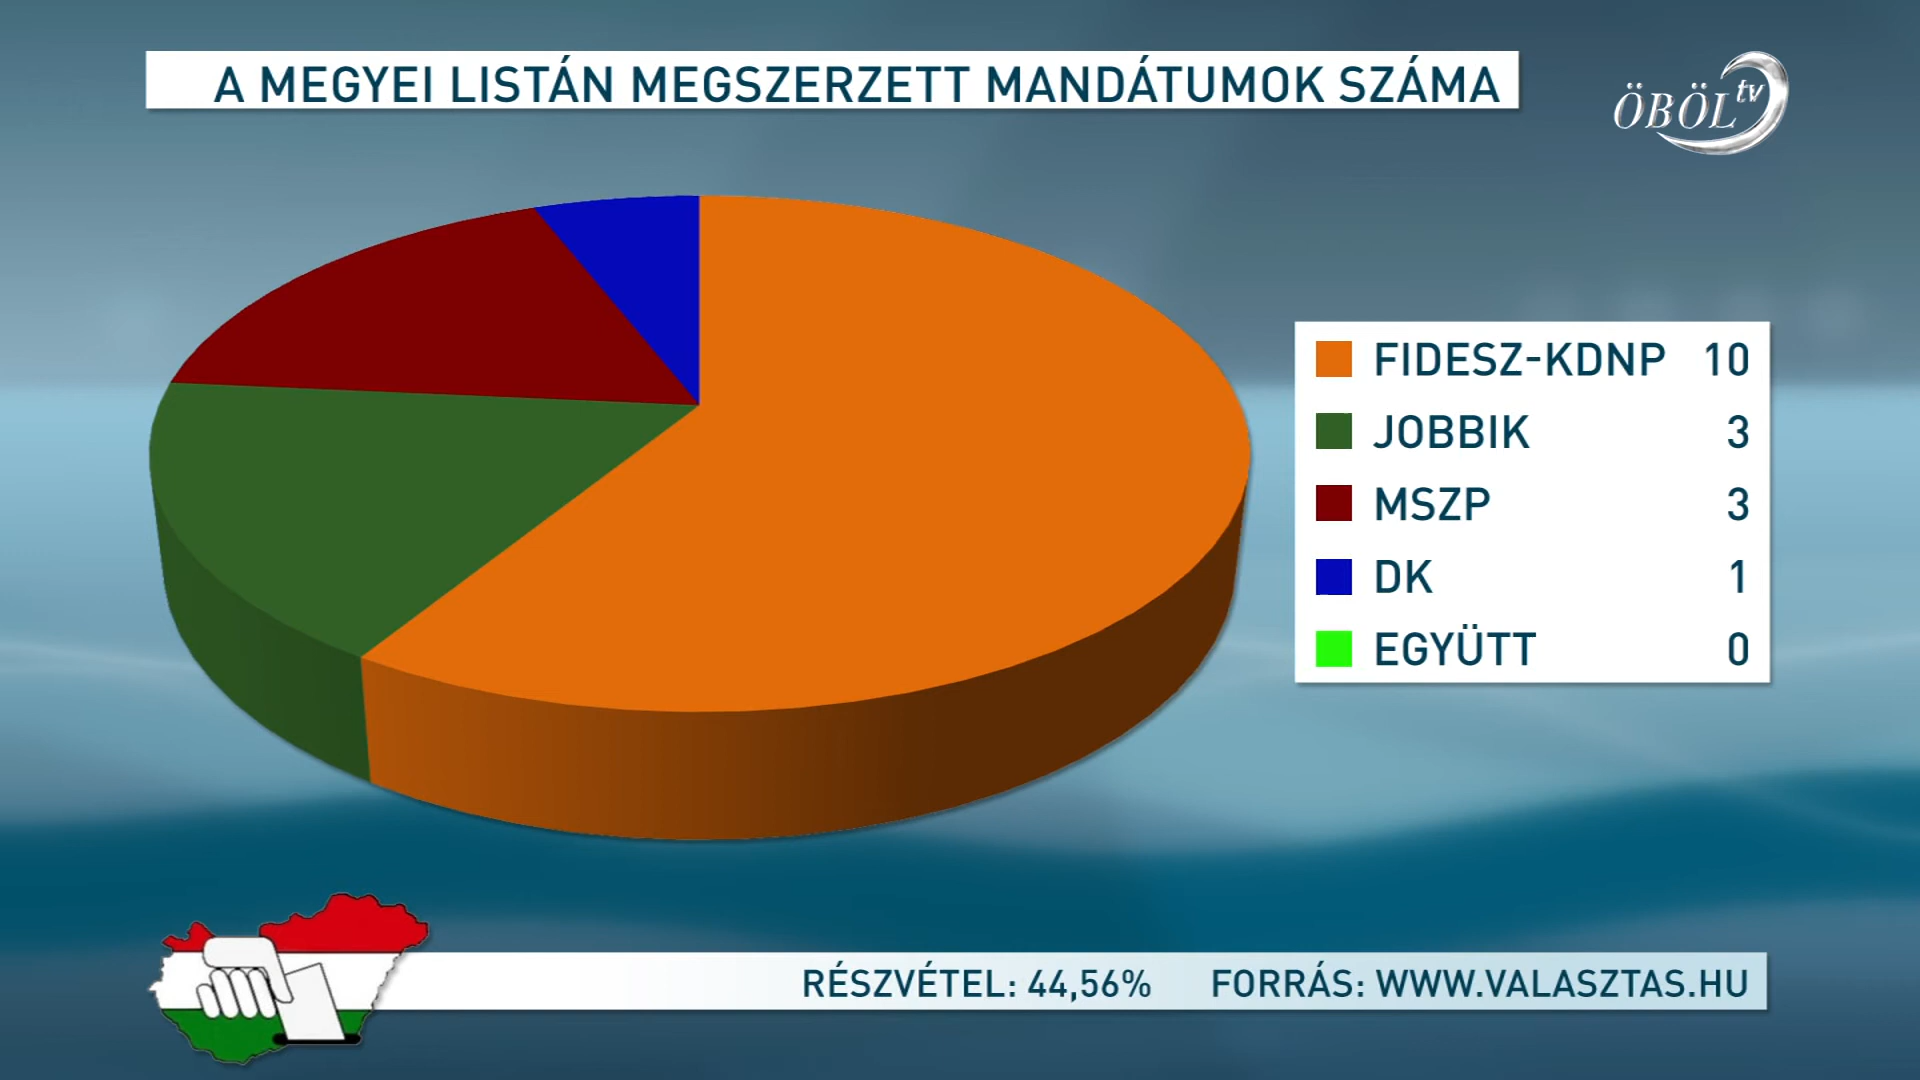 A MEGYEI LISTÁN MEGSZERZETT MANDÁTUMOK SZÁMA
ÖBÖL tv
FIDESZ-KDNP 10
JOBBIK 3
MSZP 3
DK 1
EGYÜTT 0
RÉSZVÉTEL: 44,56% FORRÁS: WWW.VALASZTAS.HU